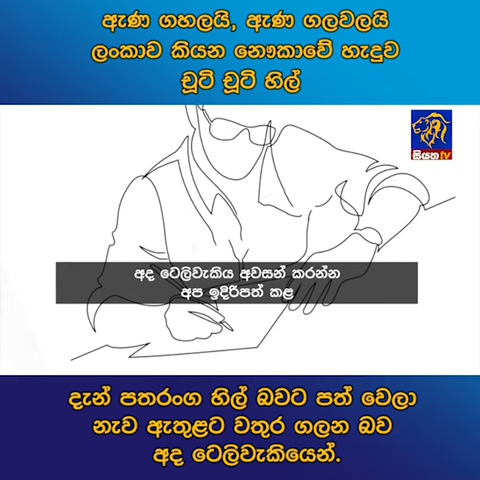 ඇණ ගහලයි, ඇණ ගලවලයි
ලංකාව කියන නෞකාවේ හැදුව
චූටි චූටි හිල්
සියත tv
අද ටෙලිවැකිය අවසන් කරන්න
අප ඉදිරිපත් කළ
දැන් පතරංග හිල් බවට පත් වෙලා
නැව ඇතුළට වතුර ගලන බව
අද ටෙලිවැකියෙන්.